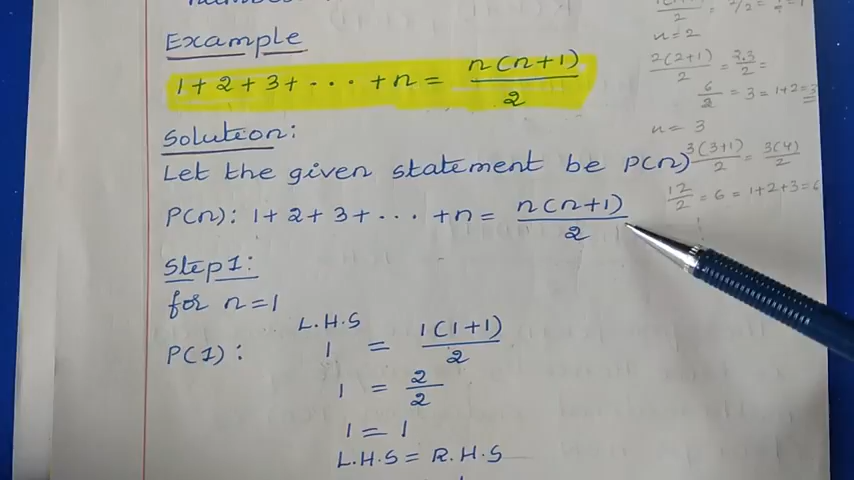 Example
1 + 2 + 3 + · · · + n = n(n+1)/2
Solution:
Let the given statement be P(n)
P(n): 1 + 2 + 3 + · · · + n = n(n+1)/2
Step 1:
for n = 1
L.H.S
P(1): 1 = 1(1+1)/2
1 = 2/2
1 = 1
L.H.S = R.H.S
n = 2
2(2+1)/2 = 2.3/2 =
6/2 = 3 = 1+2 = 3
n = 3
3(3+1)/2 = 3(4)/2
12/2 = 6 = 1+2+3 = 6